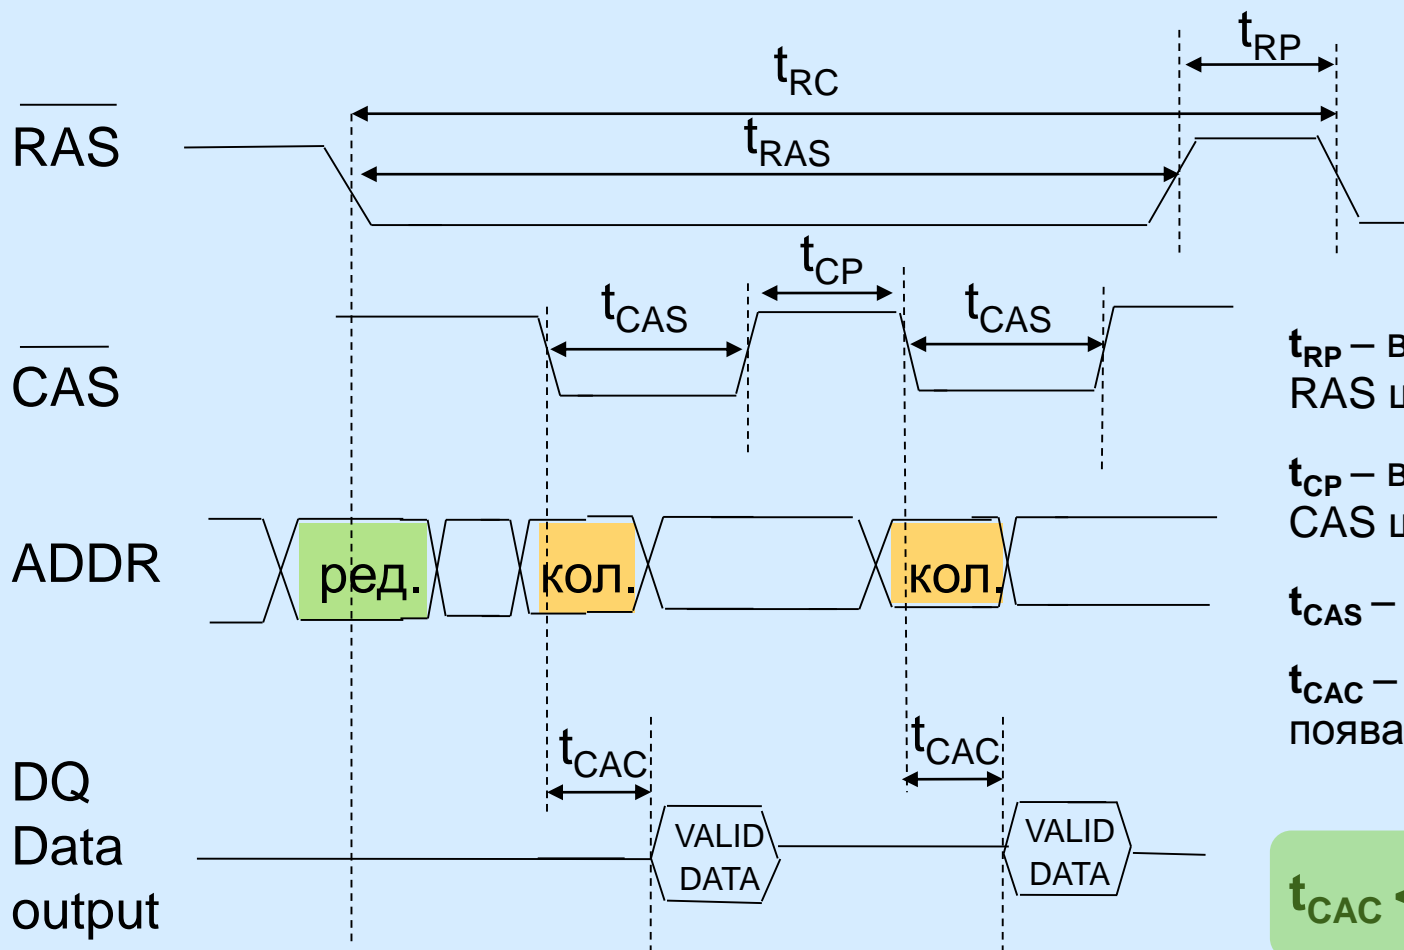 tRP
tRC
RAS
tRAS
tCP
tCAS
tCAS
CAS
tRP –
RAS
tCP –
CAS
ADDR
ред.
кол.
кол.
tCAS –
tCAC –
поява
tCAC
tCAC
DQ
Data
output
VALID
DATA
VALID
DATA
tCAC <